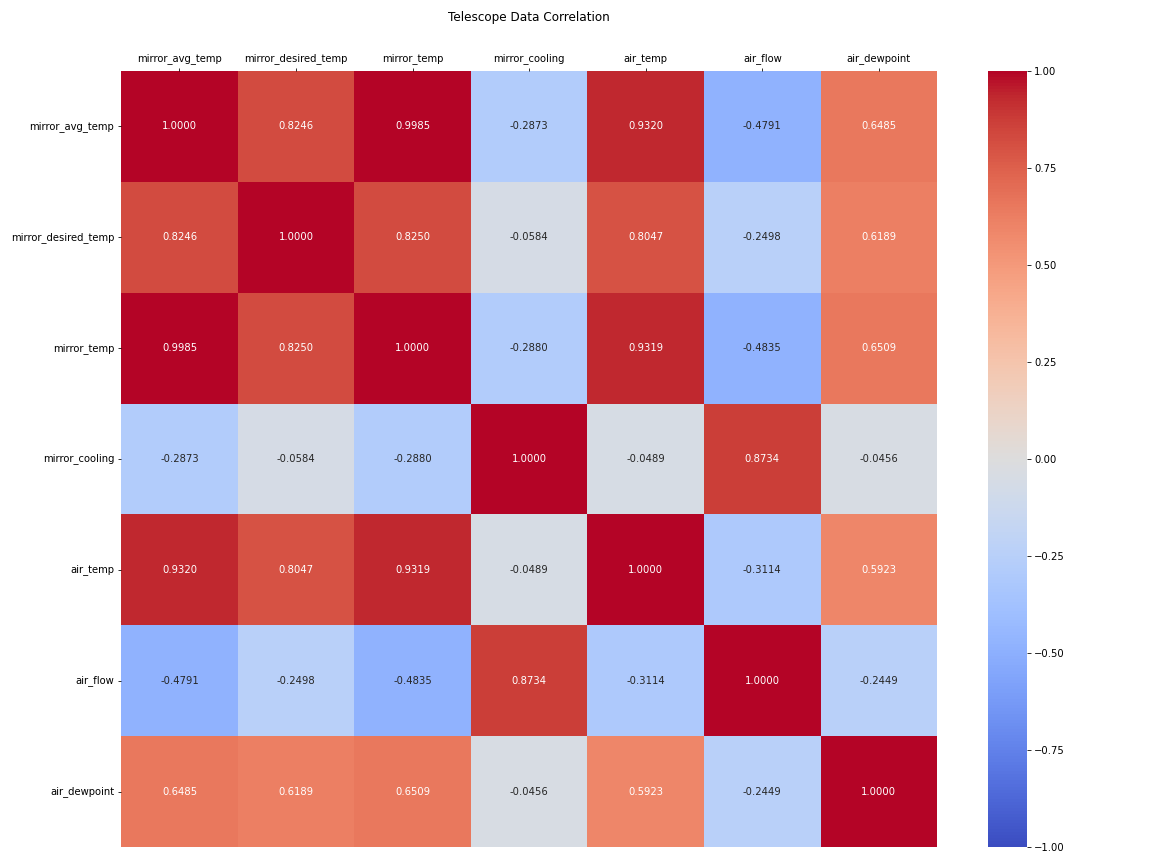 Telescope Data Correlation
mirror_avg_temp mirror_desired_temp mirror_temp mirror_cooling air_temp air_flow air_dewpoint
mirror_avg_temp 1.0000 0.8246 0.9985 -0.2873 0.9320 -0.4791 0.6485
mirror_desired_temp 0.8246 1.0000 0.8250 -0.0584 0.8047 -0.2498 0.6189
mirror_temp 0.9985 0.8250 1.0000 -0.2880 0.9319 -0.4835 0.6509
mirror_cooling -0.2873 -0.0584 -0.2880 1.0000 -0.0489 0.8734 -0.0456
air_temp 0.9320 0.8047 0.9319 -0.0489 1.0000 -0.3114 0.5923
air_flow -0.4791 -0.2498 -0.4835 0.8734 -0.3114 1.0000 -0.2449
air_dewpoint 0.6485 0.6189 0.6509 -0.0456 0.5923 -0.2449 1.0000
1.00
0.75
0.50
0.25
0.00
−0.25
−0.50
−0.75
−1.00